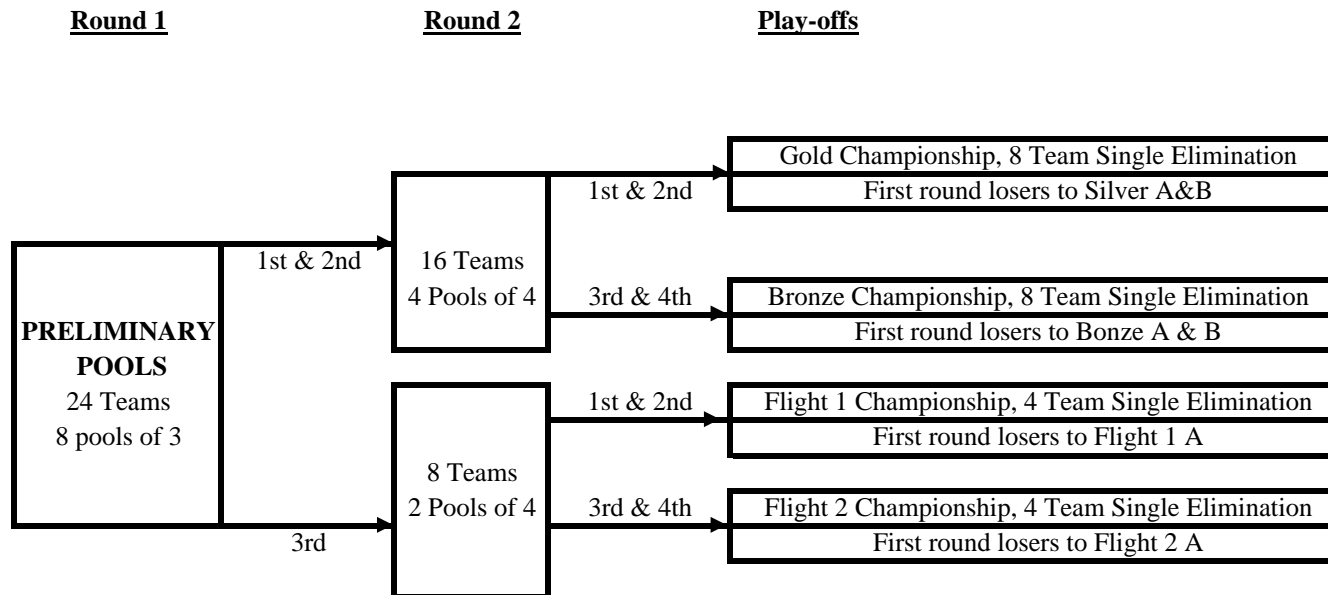 Round 1
Round 2
Play-offs
PRELIMINARY
POOLS
24 Teams
8 pools of 3
1st & 2nd
3rd
16 Teams
4 Pools of 4
8 Teams
2 Pools of 4
1st & 2nd
3rd & 4th
1st & 2nd
3rd & 4th
Gold Championship, 8 Team Single Elimination
First round losers to Silver A&B
Bronze Championship, 8 Team Single Elimination
First round losers to Bonze A & B
Flight 1 Championship, 4 Team Single Elimination
First round losers to Flight 1 A
Flight 2 Championship, 4 Team Single Elimination
First round losers to Flight 2 A